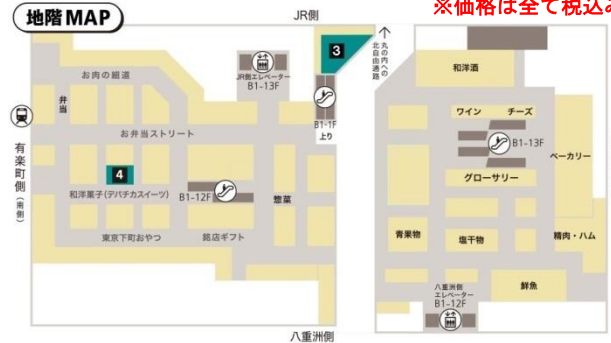 ※価格は全て税込み
地階MAP
JR側
3
↑
丸の内への
北自由通路
和洋酒
お肉の細道
JR側エレベーター
B1-13F
弁当
B1-1F
上り
お弁当ストリート
ワイン
チーズ
B1-13F
有楽町側
（南側）
4
和洋菓子(デパチカスイーツ)
B1-12F
惣菜
グローサリー
ベーカリー
東京下町おやつ
銘店ギフト
青果物
塩干物
精肉・ハム
八重洲側
エレベーター
B1-12F
鮮魚
八重洲側